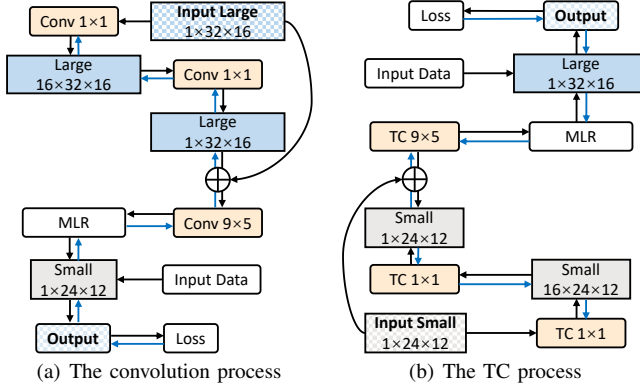 Conv 1×1
Input Large
1×32×16
Large
16×32×16
Conv 1×1
Large
1×32×16
MLR
Conv 9×5
Small
1×24×12
Input Data
Output
Loss
(a) The convolution process
Loss
Output
Input Data
Large
1×32×16
TC 9×5
MLR
Small
1×24×12
TC 1×1
Small
16×24×12
Input Small
1×24×12
TC 1×1
(b) The TC process